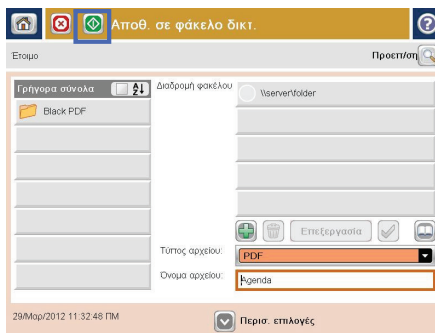 Αποθ. σε φάκελο δικτ.
Έτοιμο
Προεπ/ση
Γρήγορα σύνολα
Διαδρομή φακέλου
\\server\folder
Black PDF
Επεξεργασία
Τύπος αρχείου:
PDF
Όνομα αρχείου:
Agenda
29/Μαρ/2012 11:32:48 ΠΜ
Περισ. επιλογές